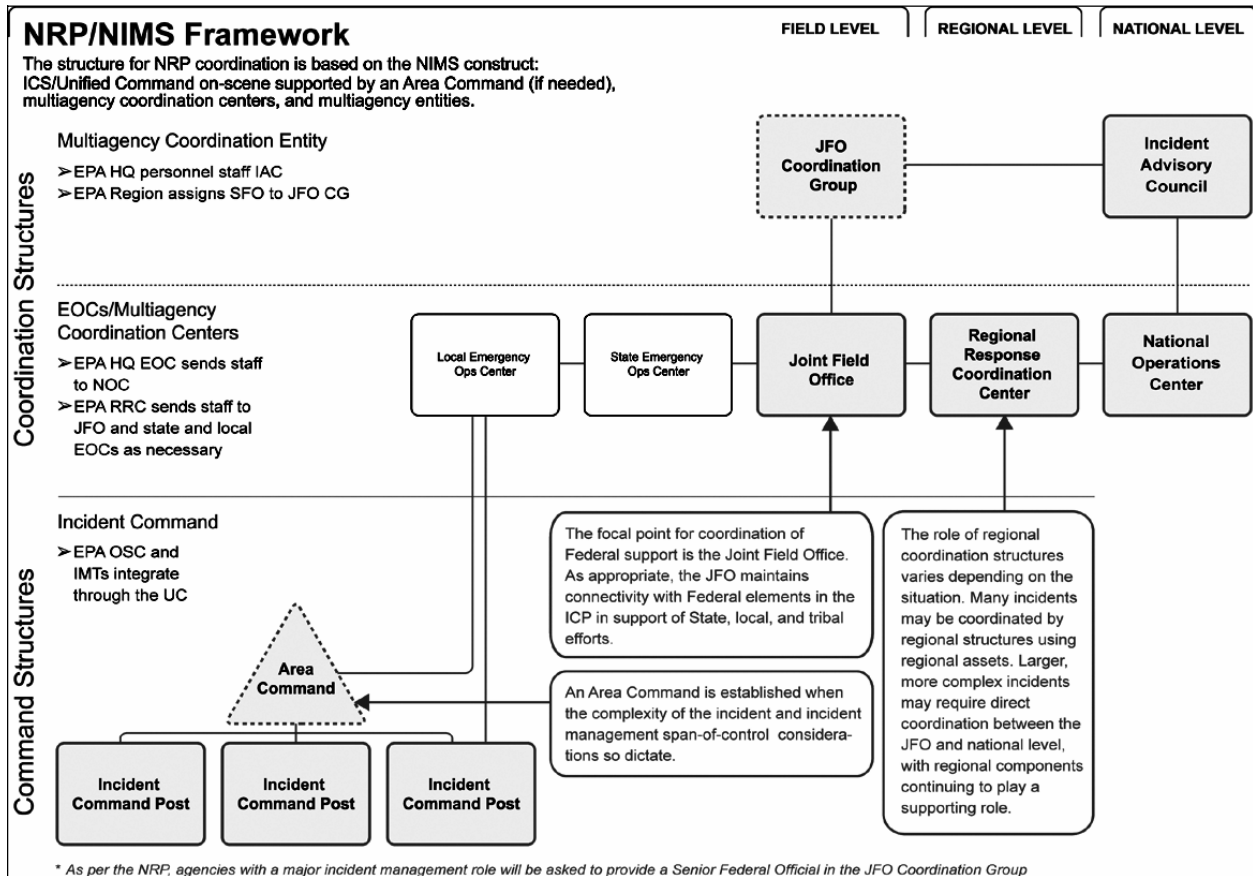 NRP/NIMS Framework
The structure for NRP coordination is based on the NIMS construct:
ICS/Unified Command on-scene supported by an Area Command (if needed),
multiagency coordination centers, and multiagency entities.
FIELD LEVEL
REGIONAL LEVEL
NATIONAL LEVEL
Coordination Structures
Multiagency Coordination Entity
➢EPA HQ personnel staff IAC
➢EPA Region assigns SFO to JFO CG
JFO
Coordination
Group
Incident
Advisory
Council
EOCs/Multiagency
Coordination Centers
➢EPA HQ EOC sends staff
to NOC
➢EPA RRC sends staff to
JFO and state and local
EOCs as necessary
Local Emergency
Ops Center
State Emergency
Ops Center
Joint Field
Office
Regional
Response
Coordination
Center
National
Operations
Center
Command Structures
Incident Command
➢EPA OSC and
IMTs integrate
through the UC
The focal point for coordination of
Federal support is the Joint Field Office.
As appropriate, the JFO maintains
connectivity with Federal elements in the
ICP in support of State, local, and tribal
efforts.
The role of regional
coordination structures
varies depending on the
situation. Many incidents
may be coordinated by
regional structures using
regional assets. Larger,
more complex incidents
may require direct
coordination between the
JFO and national level,
with regional components
continuing to play a
supporting role.
Area
Command
An Area Command is established when
the complexity of the incident and incident
management span-of-control considera-
tions so dictate.
Incident
Command Post
Incident
Command Post
Incident
Command Post
* As per the NRP, agencies with a major incident management role will be asked to provide a Senior Federal Official in the JFO Coordination Group